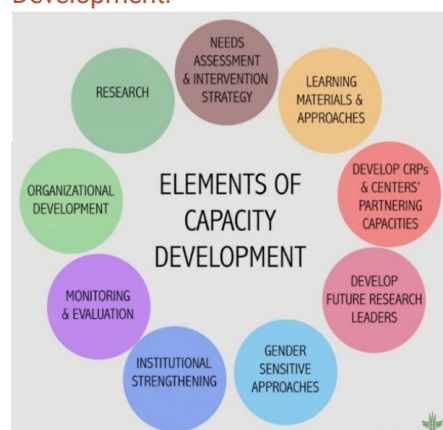 Development.
NEEDS
ASSESSMENT
& INTERVENTION
STRATEGY
LEARNING
MATERIALS &
APPROACHES
DEVELOP CRPs
& CENTERS'
PARTNERING
CAPACITIES
DEVELOP
FUTURE RESEARCH
LEADERS
GENDER
SENSITIVE
APPROACHES
INSTITUTIONAL
STRENGTHENING
MONITORING
& EVALUATION
ORGANIZATIONAL
DEVELOPMENT
RESEARCH
ELEMENTS OF
CAPACITY
DEVELOPMENT